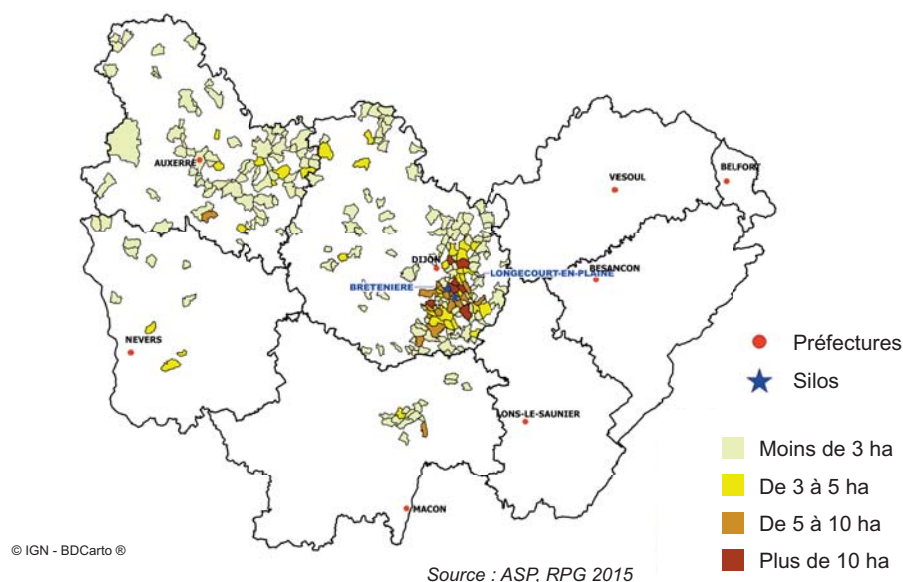 AUXERRE
VESOUL
BELFORT
DIJON
LONGECOURT-EN-PLAINE
BESANCON
BRETENIERE
NEVERS
Préfectures
Silos
LONS-LE-SAUNIER
Moins de 3 ha
De 3 à 5 ha
De 5 à 10 ha
MACON
Plus de 10 ha
© IGN - BDCarto ®
Source : ASP, RPG 2015